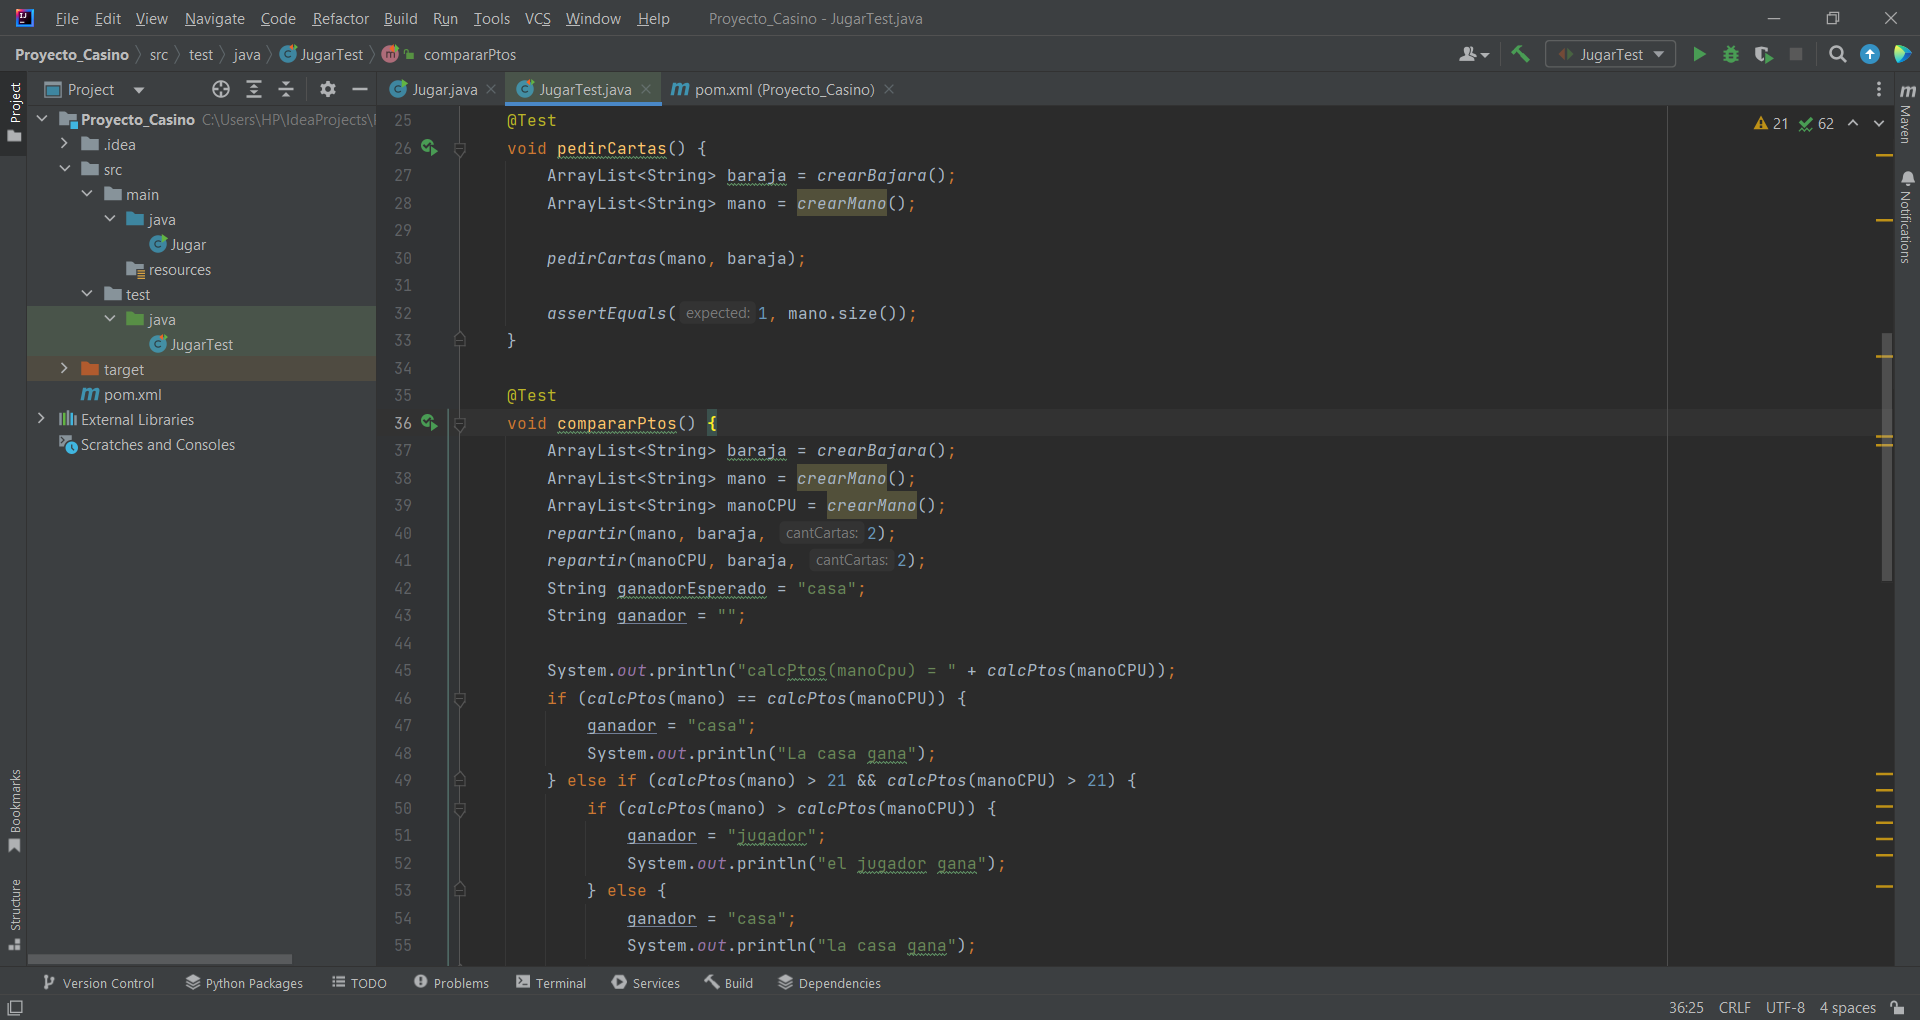 File Edit View Navigate Code Refactor Build Run Tools VCS Window Help Proyecto_Casino - JugarTest.java
Proyecto_Casino src test java JugarTest compararPtos JugarTest
Project Jugar.java JugarTest.java pom.xml (Proyecto_Casino)
Project
Proyecto_Casino C:\Users\HP\IdeaProjects\
.idea
src
main
java
Jugar
resources
test
java
JugarTest
target
pom.xml
External Libraries
Scratches and Consoles
Bookmarks
Structure
21 62
25 @Test
26 void pedirCartas() {
27 ArrayList<String> baraja = crearBajara();
28 ArrayList<String> mano = crearMano();
29
30 pedirCartas(mano, baraja);
31
32 assertEquals( expected: 1, mano.size());
33 }
34
35 @Test
36 void compararPtos() {
37 ArrayList<String> baraja = crearBajara();
38 ArrayList<String> mano = crearMano();
39 ArrayList<String> manoCPU = crearMano();
40 repartir(mano, baraja, cantCartas: 2);
41 repartir(manoCPU, baraja, cantCartas: 2);
42 String ganadorEsperado = "casa";
43 String ganador = "";
44
45 System.out.println("calcPtos(manoCpu) = " + calcPtos(manoCPU));
46 if (calcPtos(mano) == calcPtos(manoCPU)) {
47 ganador = "casa";
48 System.out.println("La casa gana");
49 } else if (calcPtos(mano) > 21 && calcPtos(manoCPU) > 21) {
50 if (calcPtos(mano) > calcPtos(manoCPU)) {
51 ganador = "jugador";
52 System.out.println("el jugador gana");
53 } else {
54 ganador = "casa";
55 System.out.println("la casa gana");
Maven
Notifications
Version Control Python Packages TODO Problems Terminal Services Build Dependencies
36:25 CRLF UTF-8 4 spaces